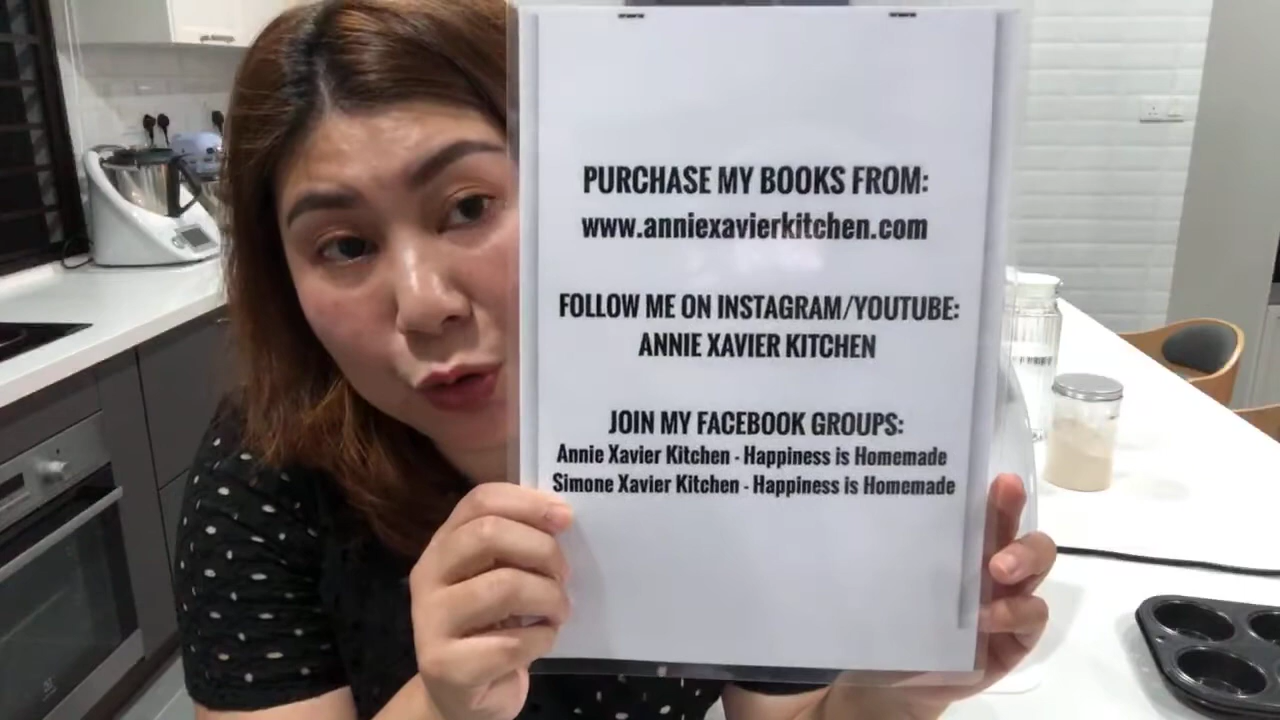 PURCHASE MY BOOKS FROM:
www.anniexavierkitchen.com
FOLLOW ME ON INSTAGRAM/YOUTUBE:
ANNIE XAVIER KITCHEN
JOIN MY FACEBOOK GROUPS:
Annie Xavier Kitchen - Happiness is Homemade
Simone Xavier Kitchen - Happiness is Homemade